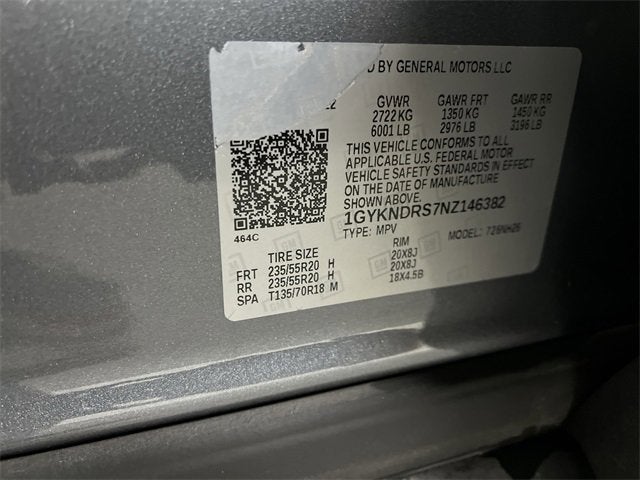 D BY GENERAL MOTORS LLC
GVWR GAWR FRT GAWR RR
2722 KG 1350 KG 1450 KG
6001 LB 2976 LB 3196 LB
THIS VEHICLE CONFORMS TO ALL
APPLICABLE U.S. FEDERAL MOTOR
VEHICLE SAFETY STANDARDS IN EFFECT
ON THE DATE OF MANUFACTURE
SHOWN ABOVE.
1GYKNDRS7NZ146382
TYPE: MPV MODEL: 726NH26
464C
TIRE SIZE RIM
FRT 235/55R20 H 20X8J
RR 235/55R20 H 20X8J
SPA T135/70R18 M 18X4.5B